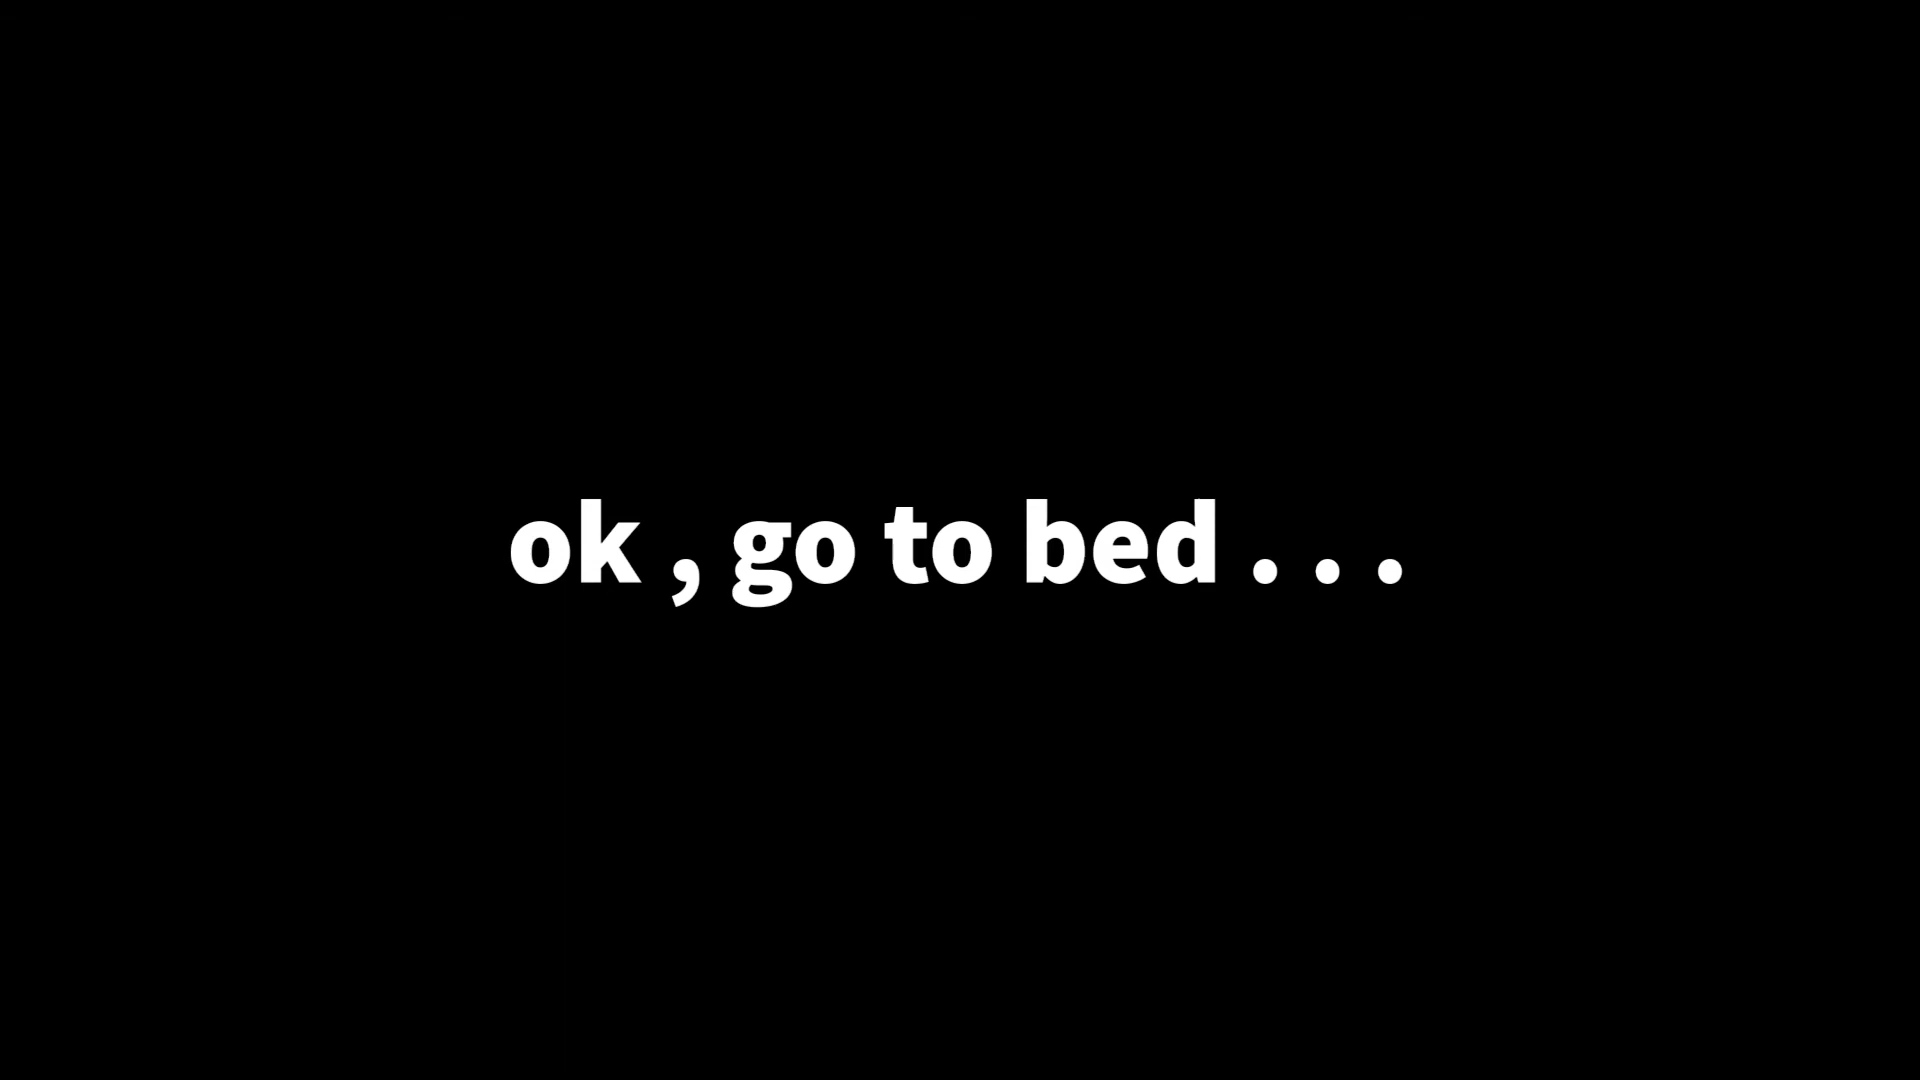 ok , go to bed . . .